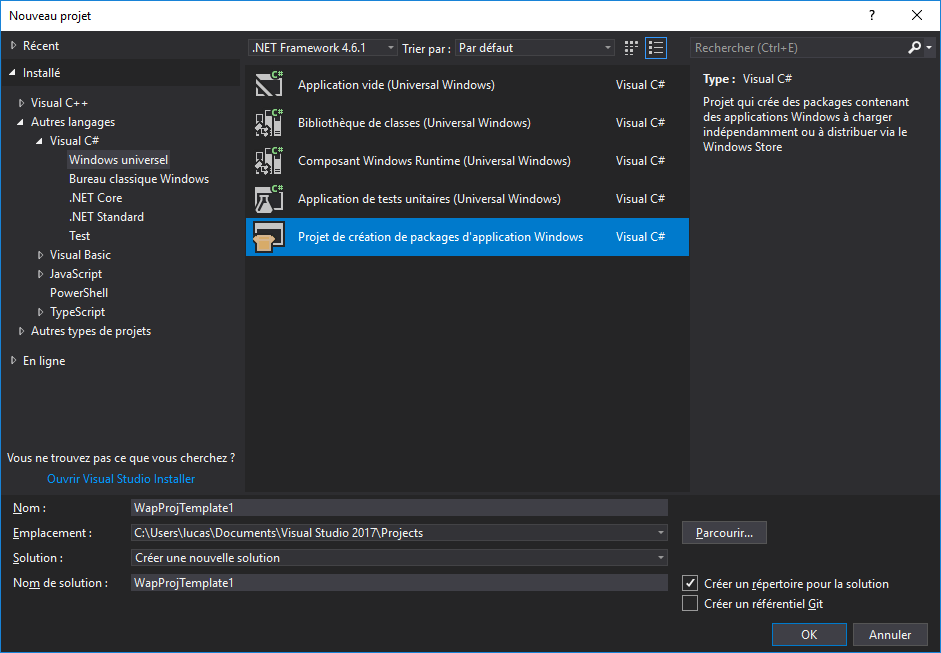 Nouveau projet
?
Récent
Installé
Visual C++
Autres langages
Visual C#
Windows universel
Bureau classique Windows
.NET Core
.NET Standard
Test
Visual Basic
JavaScript
PowerShell
TypeScript
Autres types de projets
En ligne
Vous ne trouvez pas ce que vous cherchez ?
Ouvrir Visual Studio Installer
.NET Framework 4.6.1 Trier par : Par défaut
C# Application vide (Universal Windows) Visual C#
C# Bibliothèque de classes (Universal Windows) Visual C#
C# Composant Windows Runtime (Universal Windows) Visual C#
C# Application de tests unitaires (Universal Windows) Visual C#
Projet de création de packages d'application Windows Visual C#
Rechercher (Ctrl+E)
Type : Visual C#
Projet qui crée des packages contenant
des applications Windows à charger
indépendamment ou à distribuer via le
Windows Store
Nom : WapProjTemplate1
Emplacement : C:\Users\lucas\Documents\Visual Studio 2017\Projects Parcourir...
Solution : Créer une nouvelle solution
Nom de solution : WapProjTemplate1
Créer un répertoire pour la solution
Créer un référentiel Git
OK Annuler